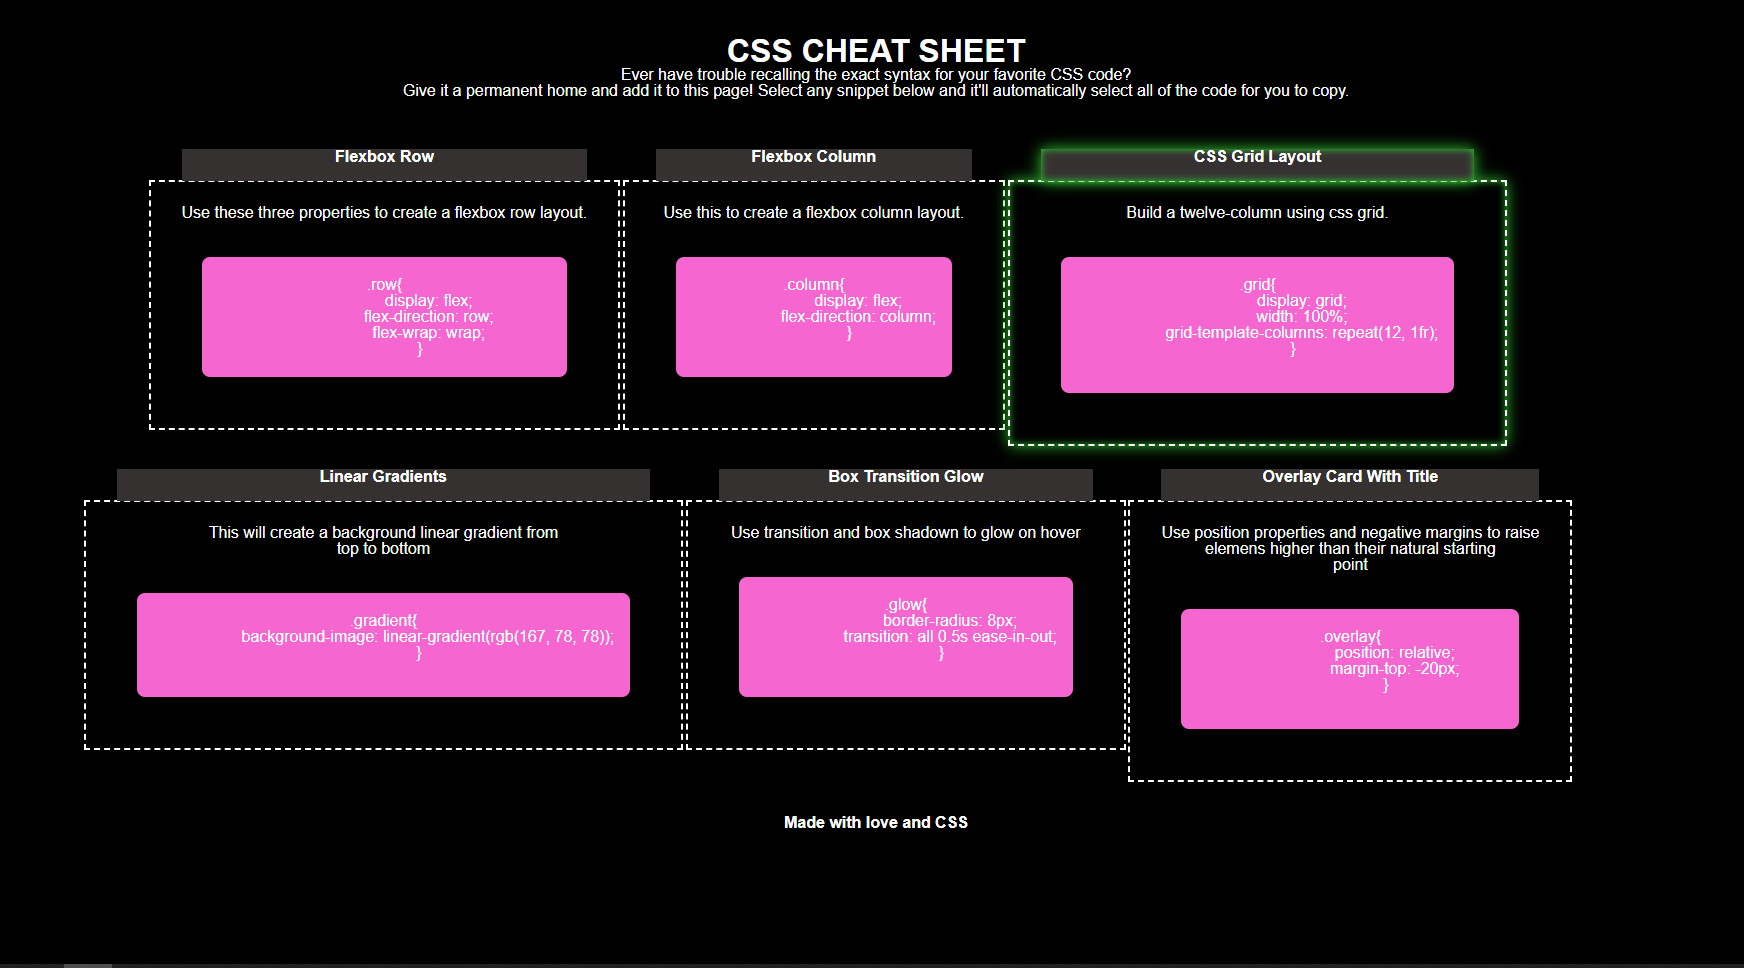 CSS CHEAT SHEET
Ever have trouble recalling the exact syntax for your favorite CSS code?
Give it a permanent home and add it to this page! Select any snippet below and it'll automatically select all of the code for you to copy.
Flexbox Row
Use these three properties to create a flexbox row layout.
.row{
display: flex;
flex-direction: row;
flex-wrap: wrap;
}
Flexbox Column
Use this to create a flexbox column layout.
.column{
display: flex;
flex-direction: column;
}
CSS Grid Layout
Build a twelve-column using css grid.
.grid{
display: grid;
width: 100%;
grid-template-columns: repeat(12, 1fr);
}
Linear Gradients
This will create a background linear gradient from
top to bottom
.gradient{
background-image: linear-gradient(rgb(167, 78, 78));
}
Box Transition Glow
Use transition and box shadown to glow on hover
.glow{
border-radius: 8px;
transition: all 0.5s ease-in-out;
}
Overlay Card With Title
Use position properties and negative margins to raise
elemens higher than their natural starting
point
.overlay{
position: relative;
margin-top: -20px;
}
Made with love and CSS